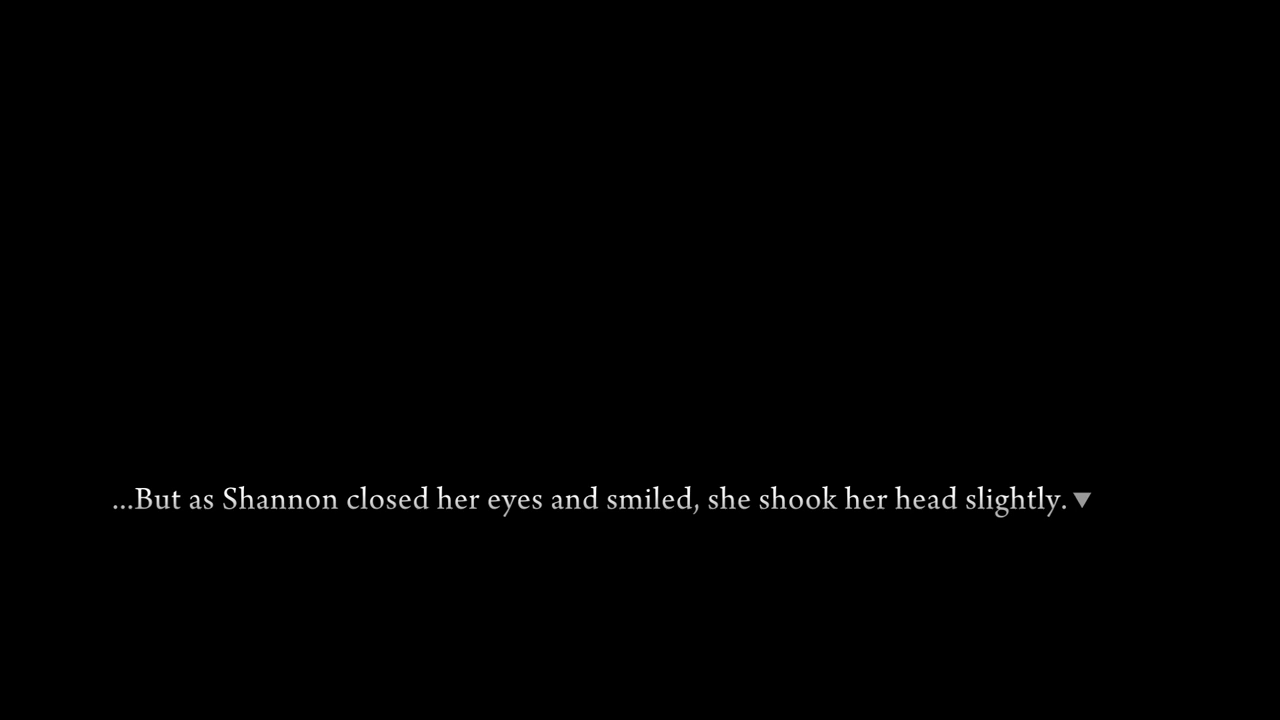 ...But as Shannon closed her eyes and smiled, she shook her head slightly.